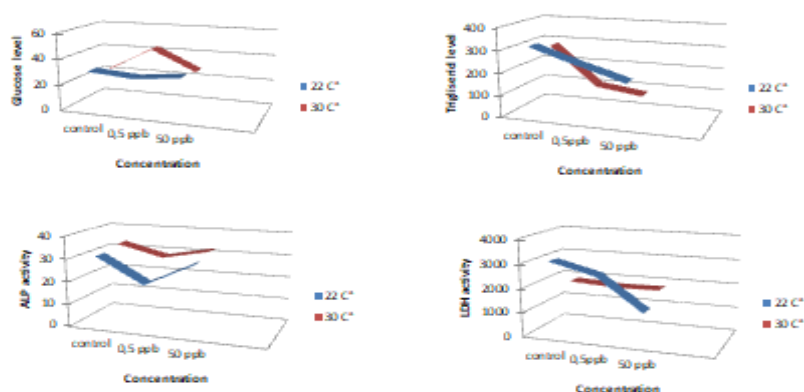 Glucose level
60
40
20
0
control
0,5 ppb
50 ppb
Concentration
22 C°
30 C°
Trigliserid level
400
300
200
100
0
control
0,5ppb
50 ppb
Concentration
22 C°
30 C°
ALP activity
40
30
20
10
0
control
0,5 ppb
50 ppb
Concentration
22 C°
30 C°
LDH activity
4000
3000
2000
1000
0
control
0,5ppb
50 ppb
Concentration
22 C°
30 C°